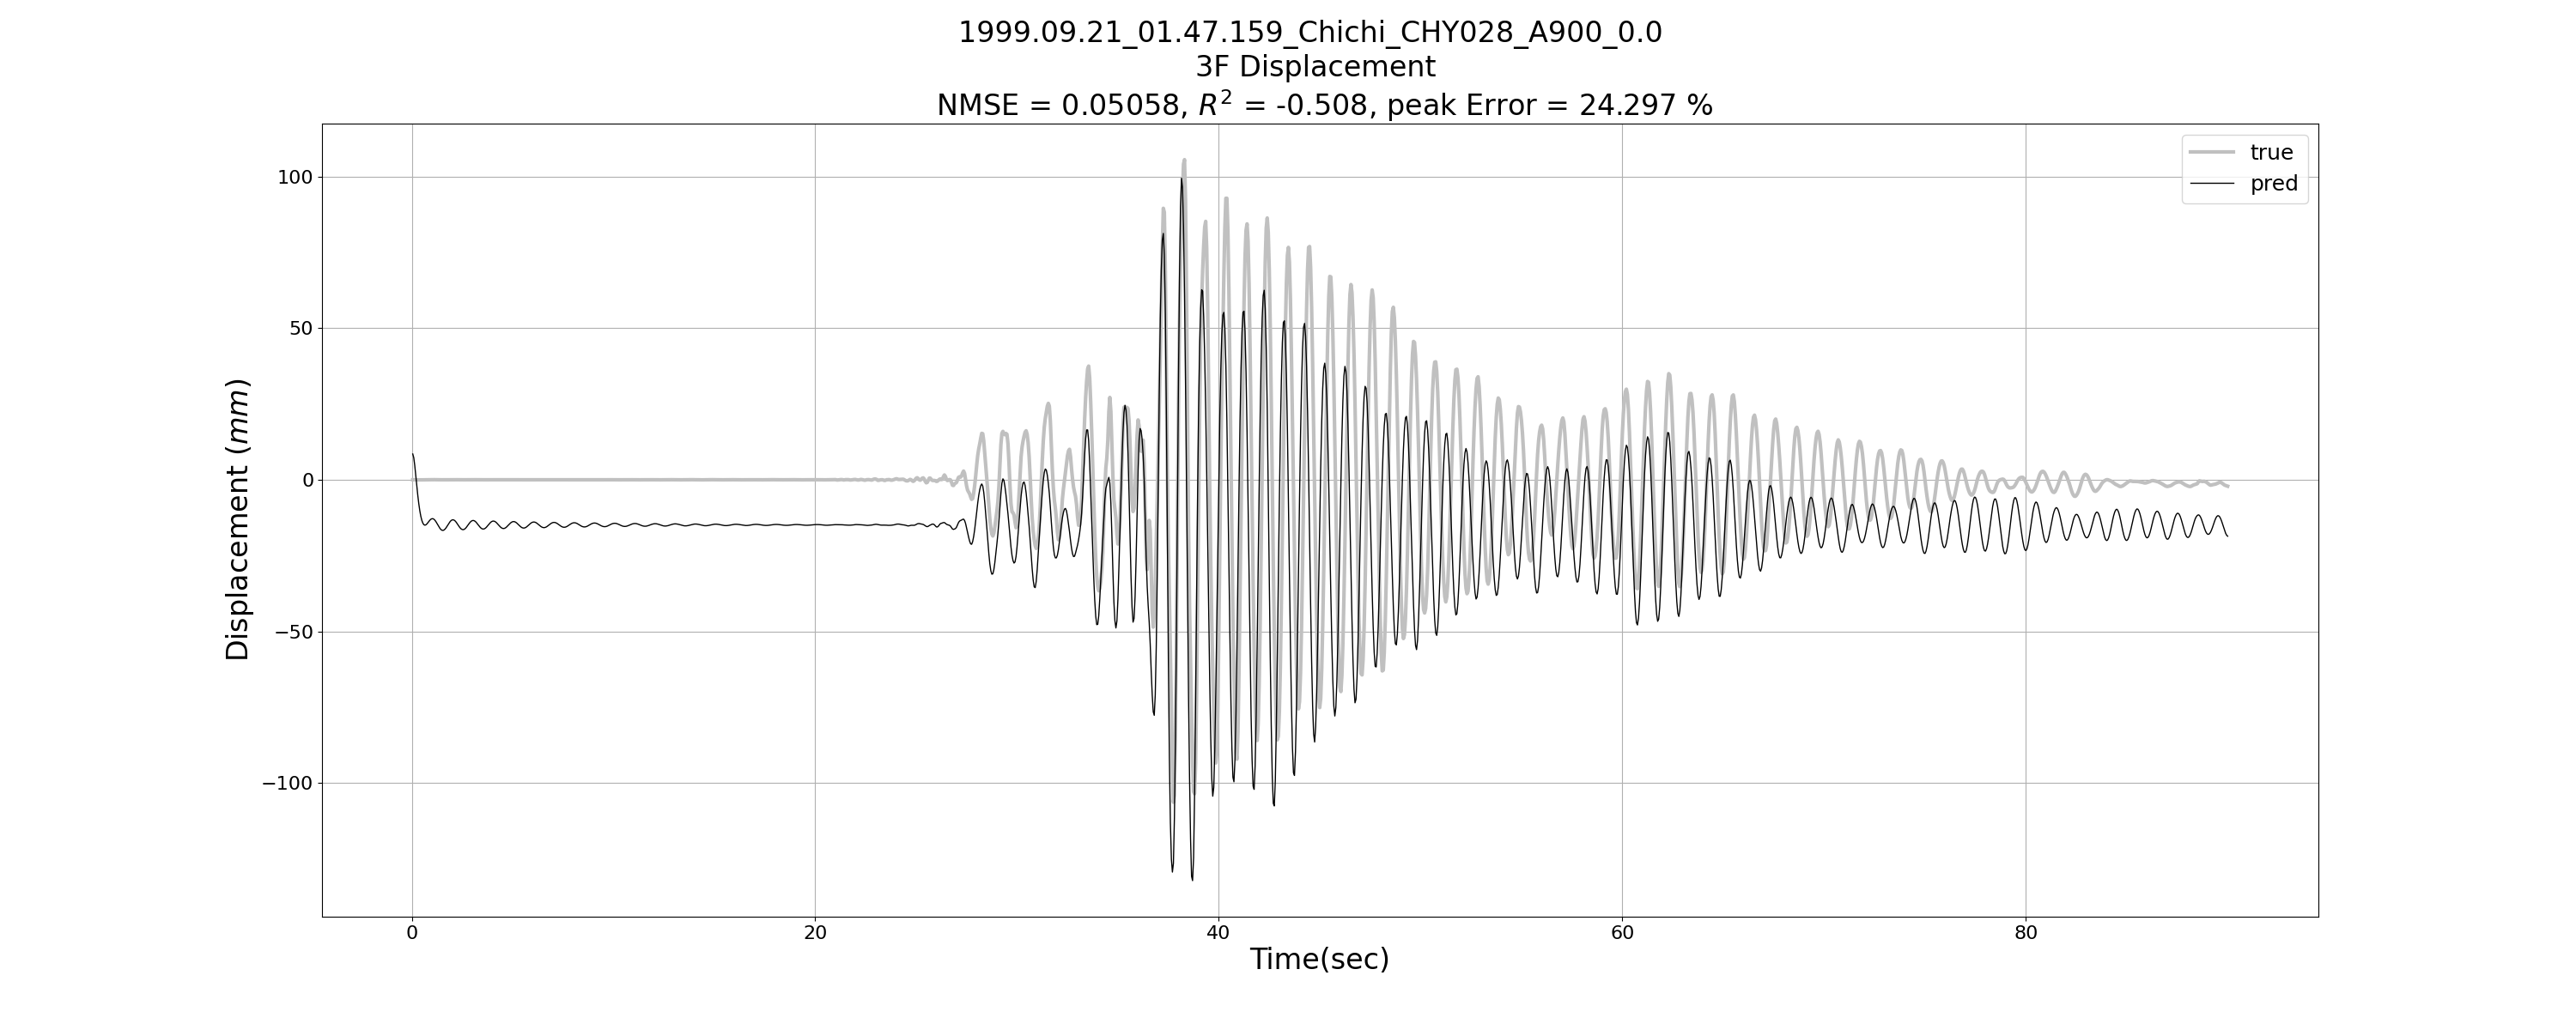 1999.09.21_01.47.159_Chichi_CHY028_A900_0.0
3F Displacement
NMSE = 0.05058, R² = -0.508, peak Error = 24.297 %
true
pred
100
50
0
−50
−100
Displacement (mm)
0 20 40 60 80
Time(sec)